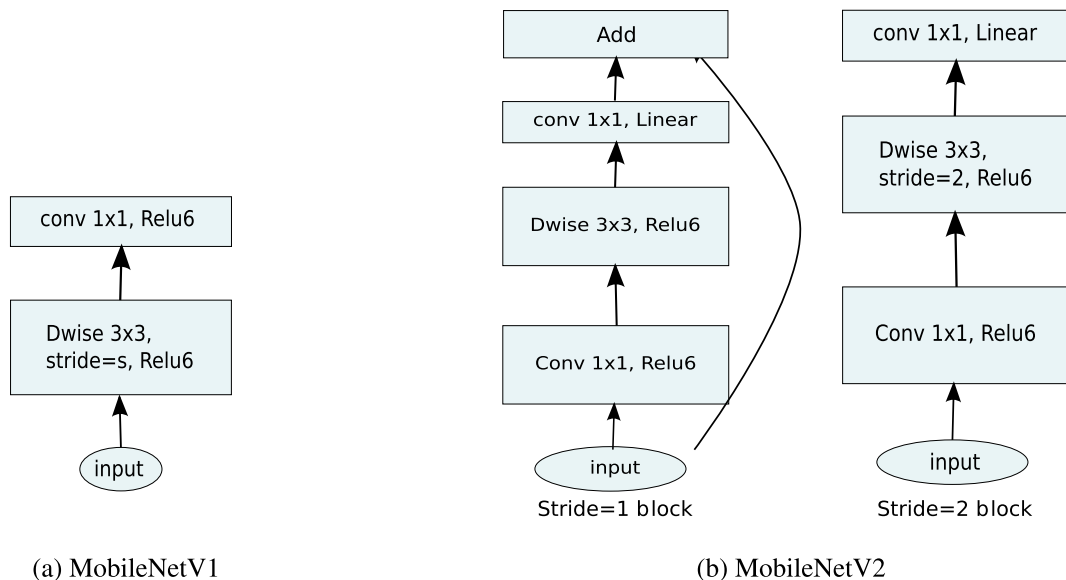 conv 1x1, Relu6
Dwise 3x3,
stride=s, Relu6
input
(a) MobileNetV1
Add
conv 1x1, Linear
Dwise 3x3, Relu6
Conv 1x1, Relu6
input
Stride=1 block
conv 1x1, Linear
Dwise 3x3,
stride=2, Relu6
Conv 1x1, Relu6
input
Stride=2 block
(b) MobileNetV2